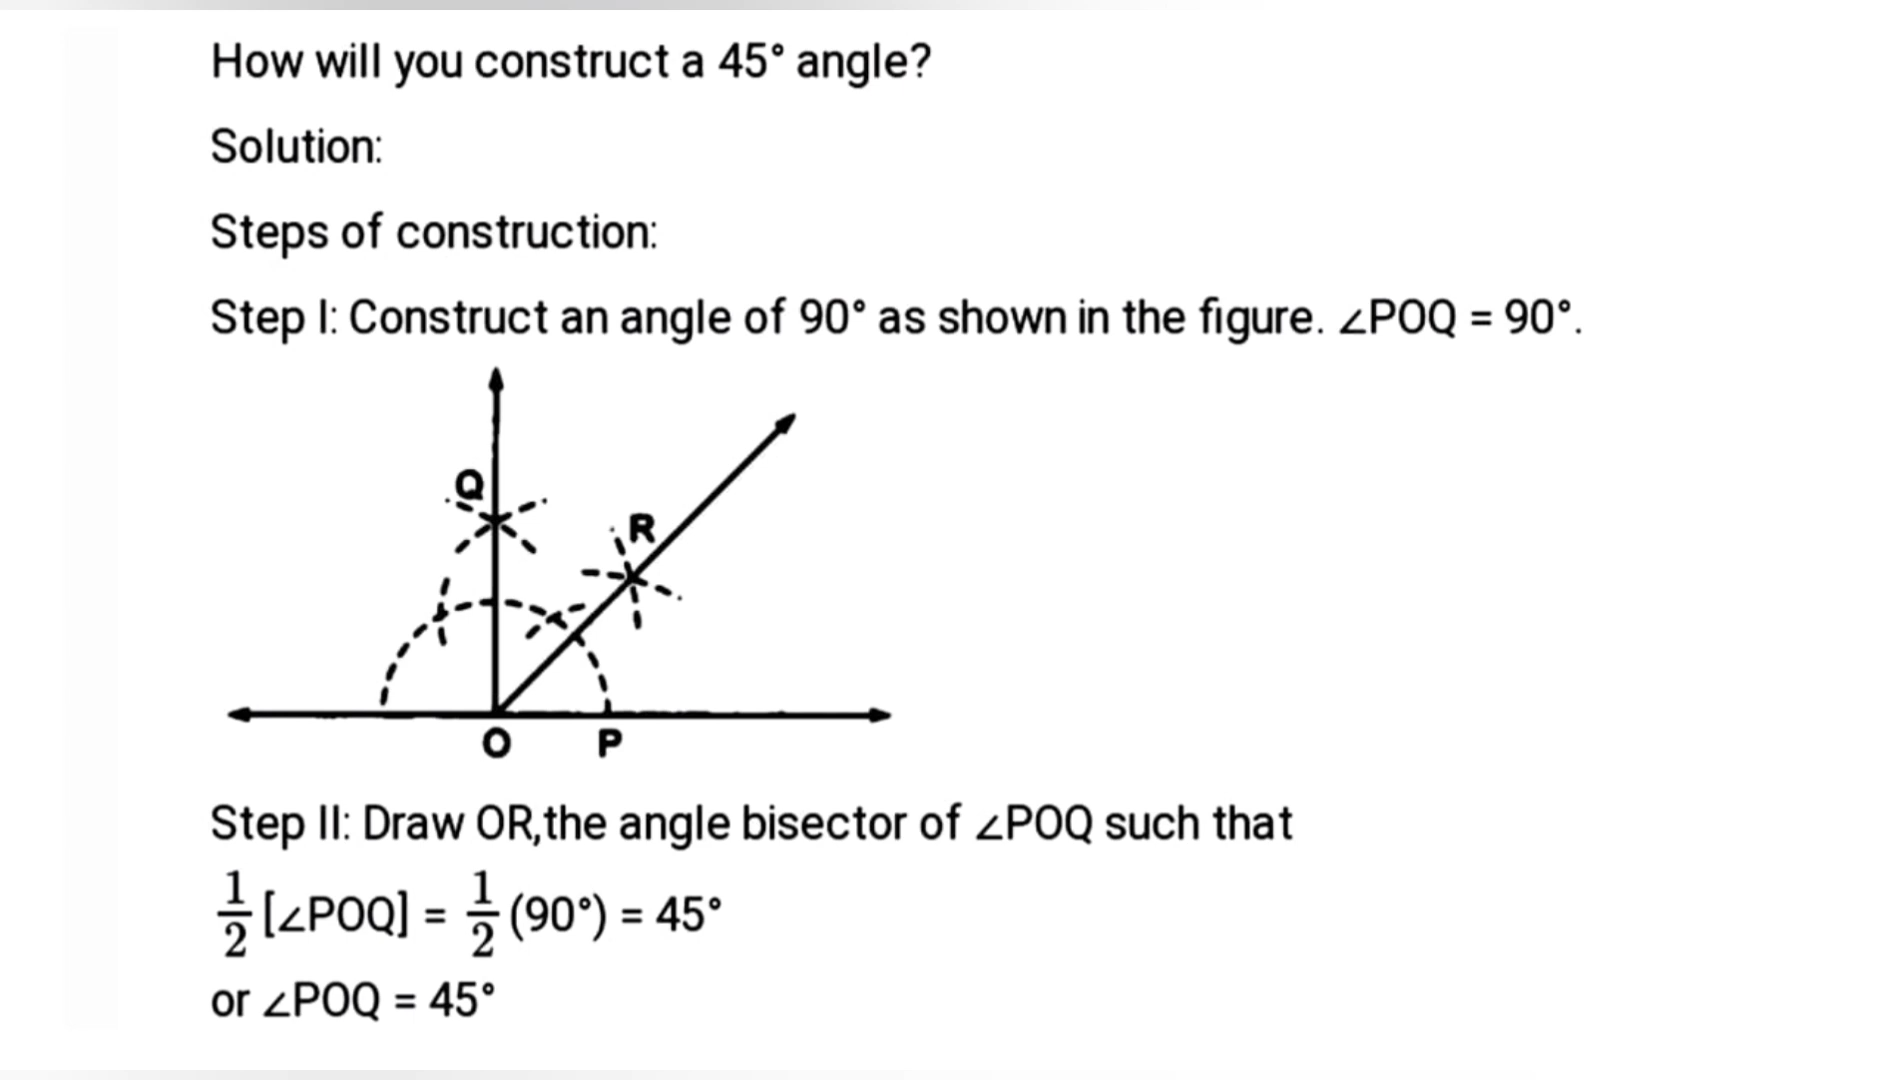 How will you construct a 45° angle?
Solution:
Steps of construction:
Step I: Construct an angle of 90° as shown in the figure. ∠POQ = 90°.
Q
R
O P
Step II: Draw OR,the angle bisector of ∠POQ such that
1/2 [∠POQ] = 1/2 (90°) = 45°
or ∠POQ = 45°